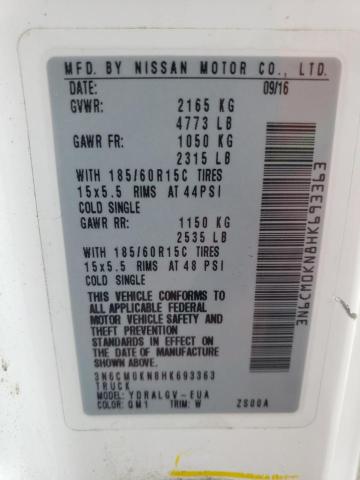 MFD. BY NISSAN MOTOR CO., LTD.
DATE: 09/16
GVWR: 2165 KG
4773 LB
GAWR FR: 1050 KG
2315 LB
WITH 185/60R15C TIRES
15x5.5 RIMS AT 44PSI
COLD SINGLE
GAWR RR: 1150 KG
2535 LB
WITH 185/60R15C TIRES
15x5.5 RIMS AT 48 PSI
COLD SINGLE
THIS VEHICLE CONFORMS TO
ALL APPLICABLE FEDERAL
MOTOR VEHICLE SAFETY AND
THEFT PREVENTION
STANDARDS IN EFFECT ON
THE DATE OF MANUFACTURE
SHOWN ABOVE.
3N6CM0KN8HK693363
TRUCK
MODEL: YDRALGV-EUA
COLOR: QM1 TRIM: W ZS00A
3N6CM0KN8HK693363